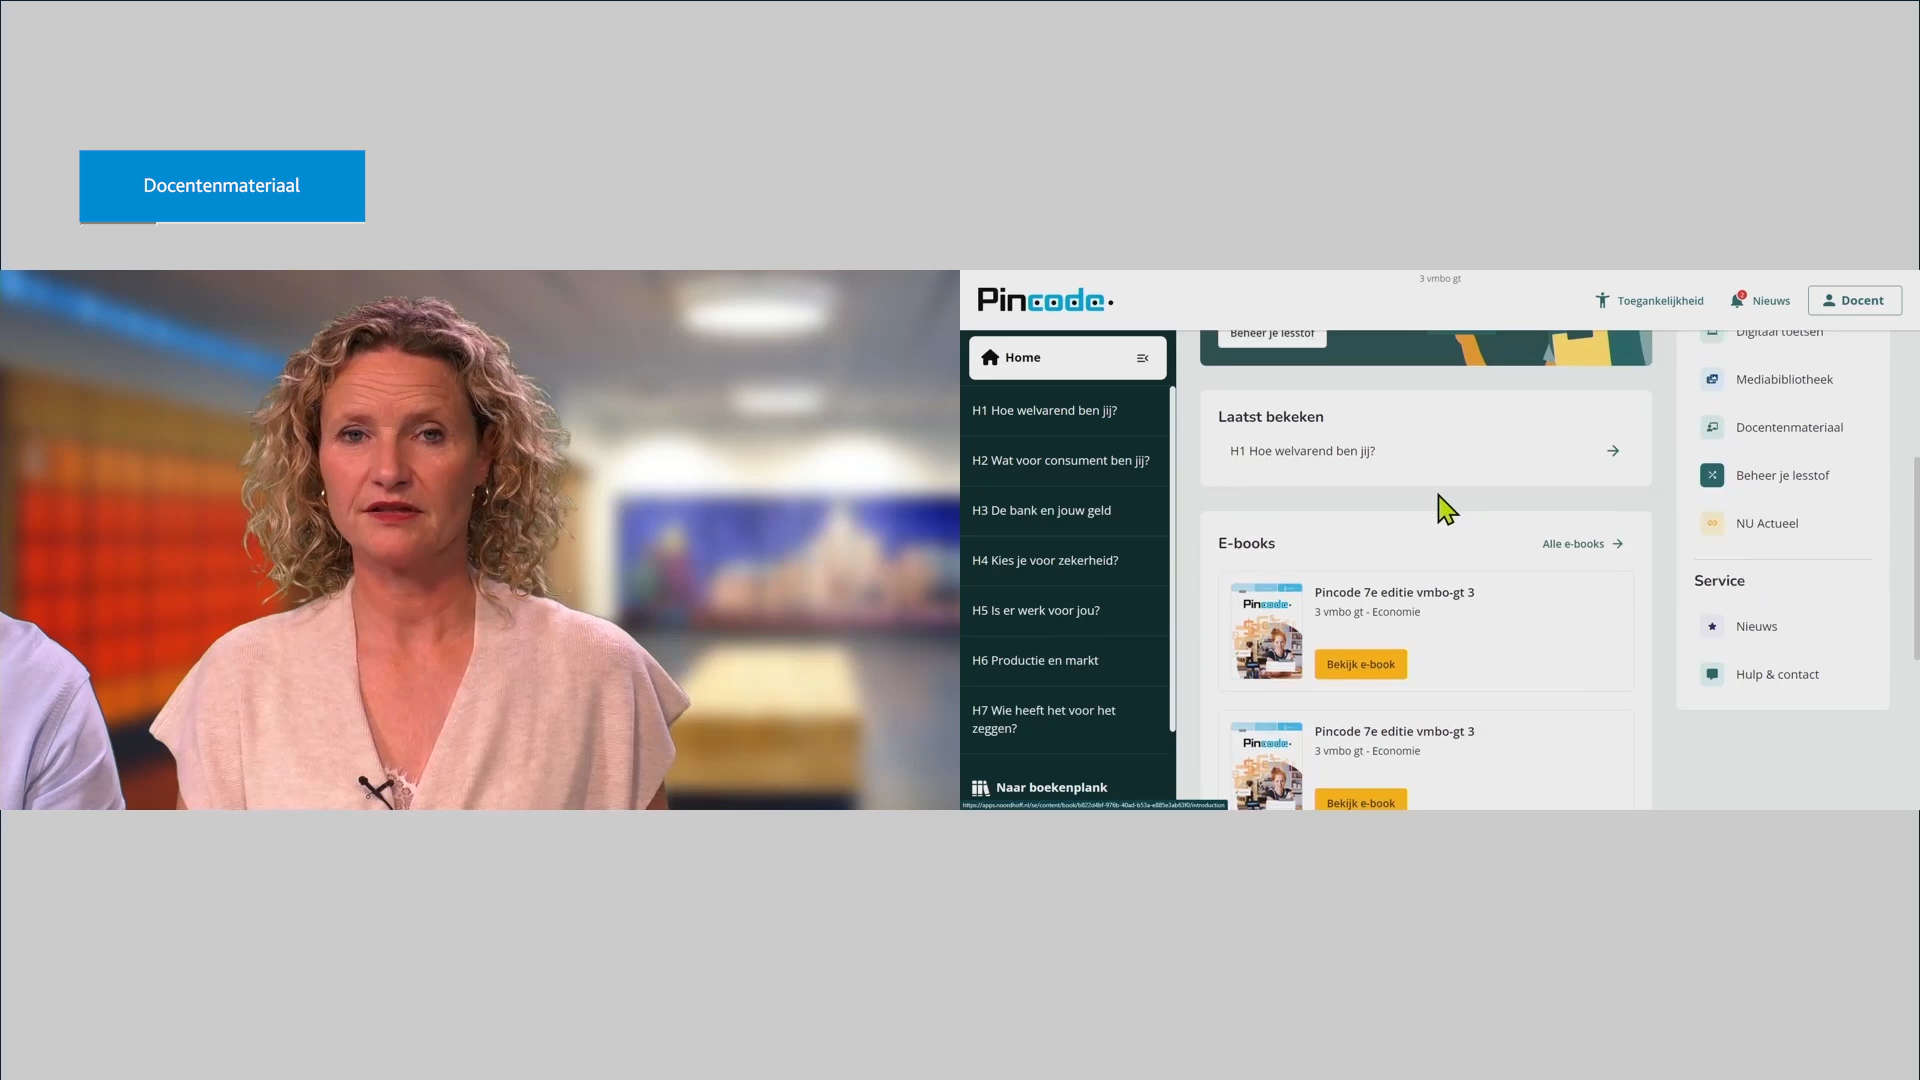 Docentenmateriaal
3 vmbo gt
Pincode
Toegankelijkheid
2
Nieuws
Docent
Home
H1 Hoe welvarend ben jij?
H2 Wat voor consument ben jij?
H3 De bank en jouw geld
H4 Kies je voor zekerheid?
H5 Is er werk voor jou?
H6 Productie en markt
H7 Wie heeft het voor het
zeggen?
Naar boekenplank
Beheer je lesstof
Laatst bekeken
H1 Hoe welvarend ben jij?
E-books
Alle e-books
Pincode
Pincode 7e editie vmbo-gt 3
3 vmbo gt - Economie
Bekijk e-book
Pincode
Pincode 7e editie vmbo-gt 3
3 vmbo gt - Economie
Bekijk e-book
Digitaal toetsen
Mediabibliotheek
Docentenmateriaal
Beheer je lesstof
NU Actueel
Service
Nieuws
Hulp & contact